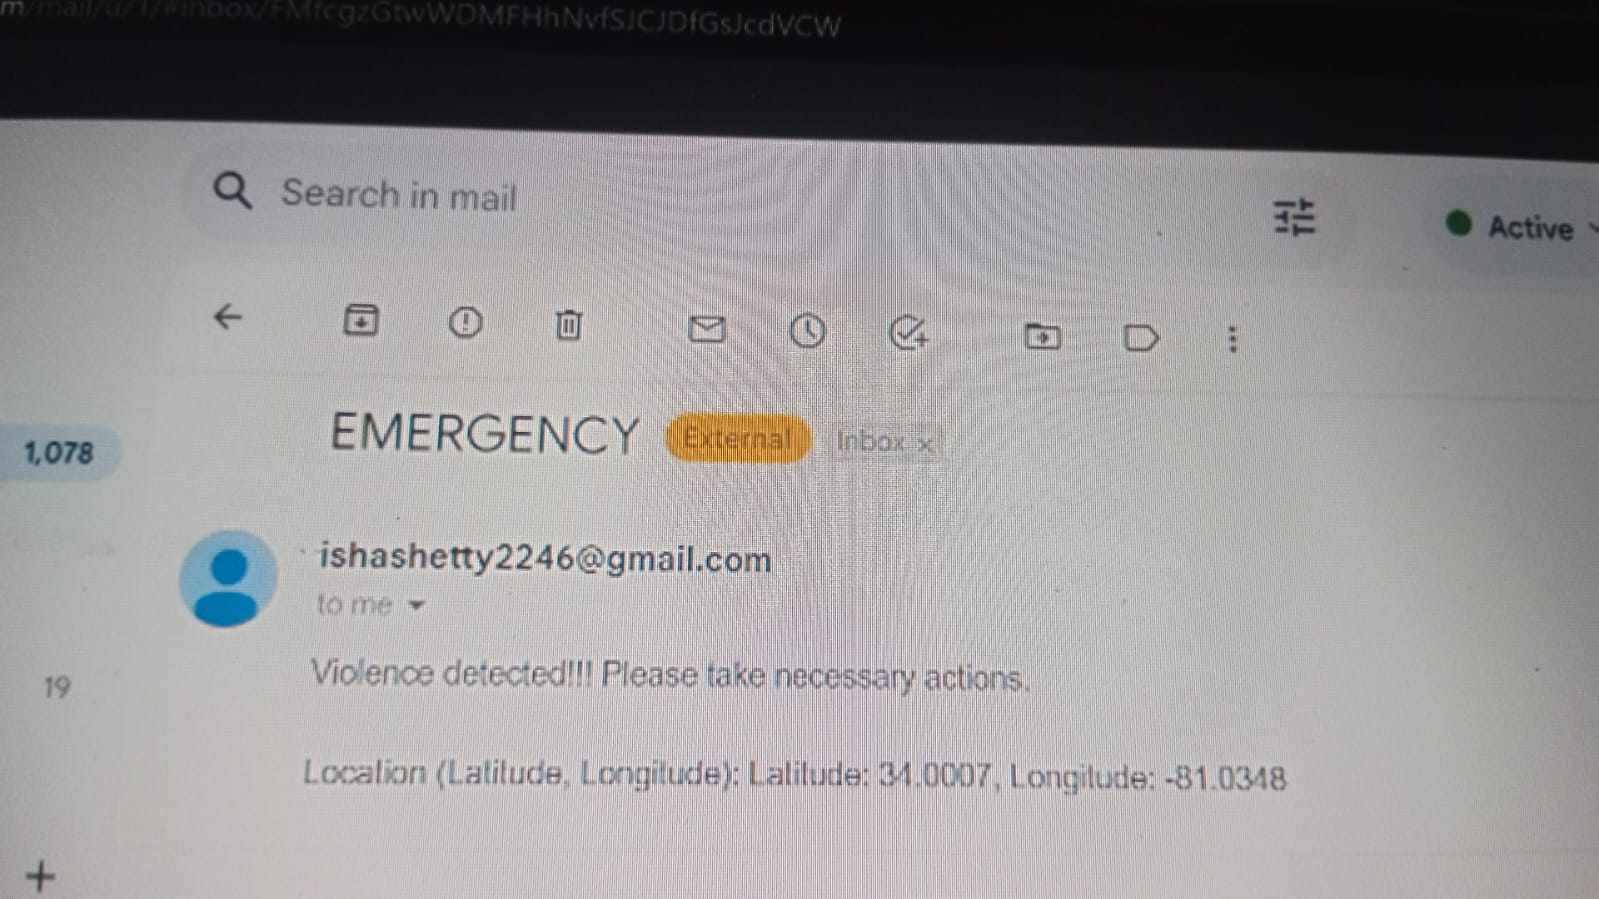 m/mail/u/1/#inbox/FMfcgzGtwWDMFHhNvfSJCJDfGsJcdVCW
Search in mail
Active
EMERGENCY External Inbox x
1,078
ishashetty2246@gmail.com
to me
Violence detected!!! Please take necessary actions.
19
Location (Latitude, Longitude): Latitude: 34.0007, Longitude: -81.0348